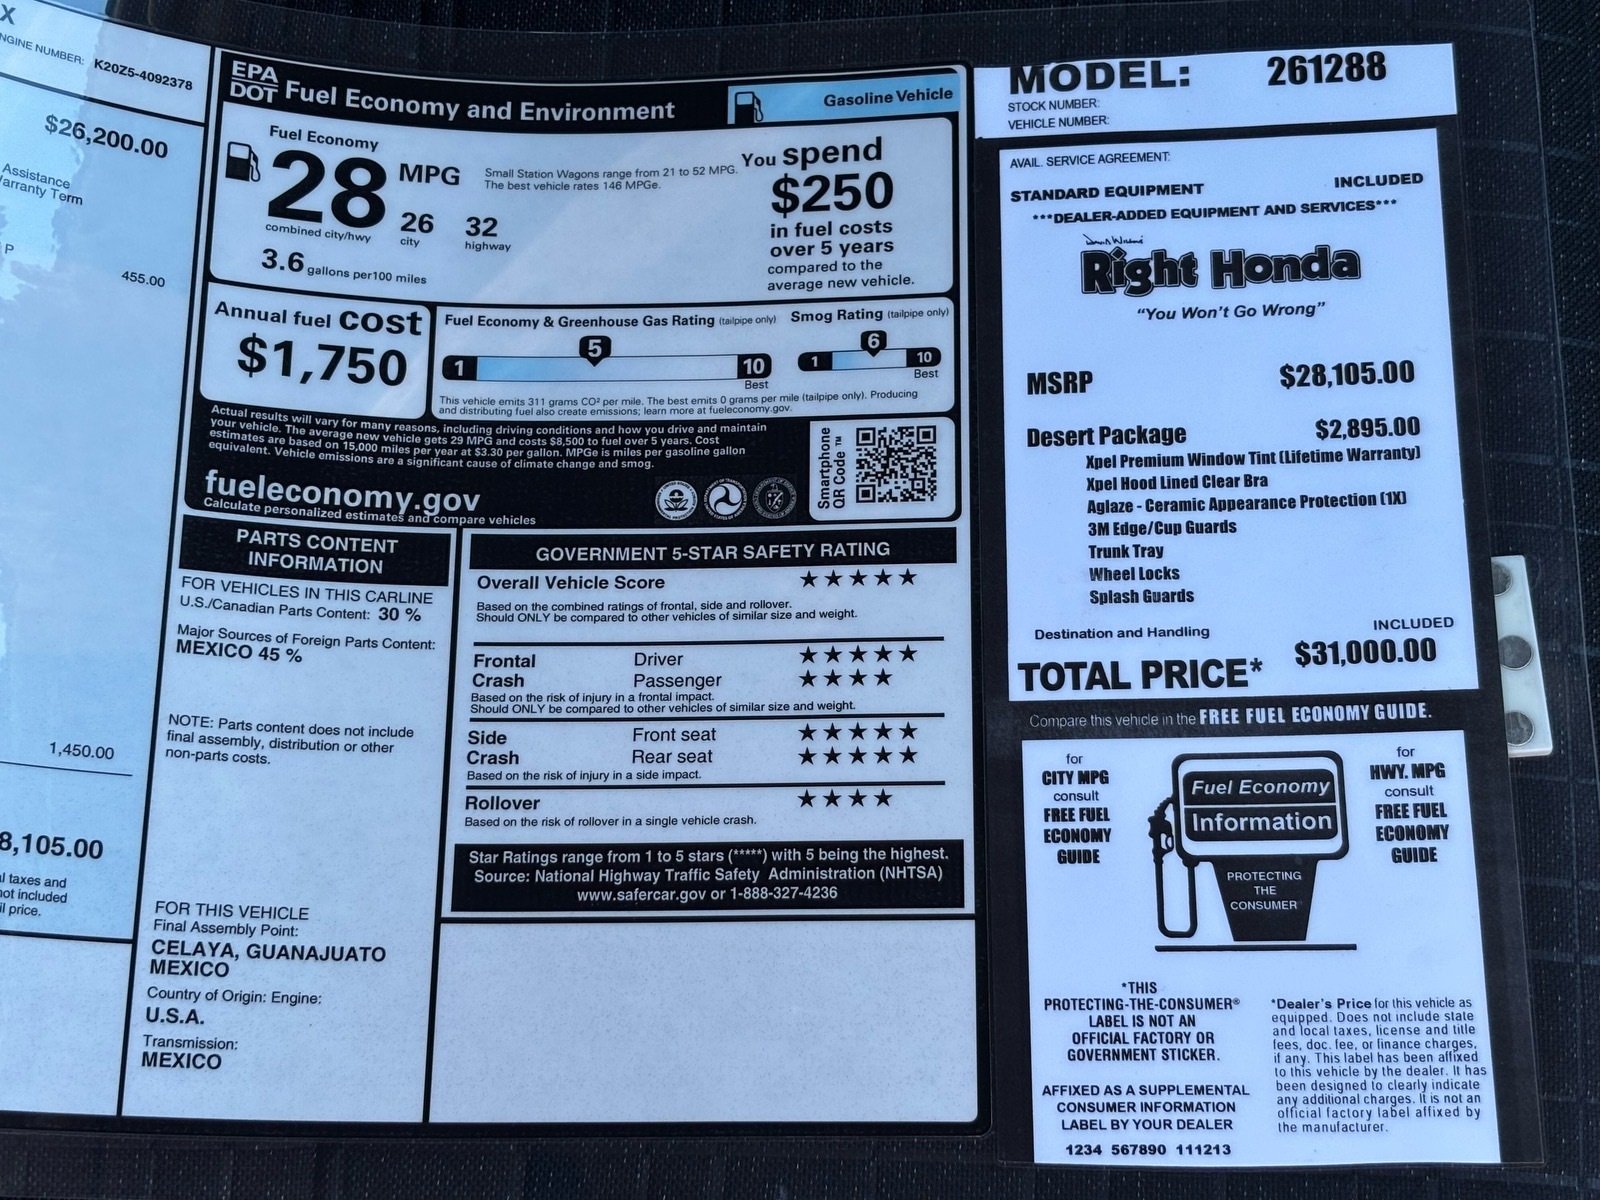 X
NGINE NUMBER: K20Z5-4092378
$26,200.00
Assistance
arranty Term
P
455.00
1,450.00
8,105.00
l taxes and
not included
il price.
EPA
DOT Fuel Economy and Environment
Gasoline Vehicle
Fuel Economy
28 MPG
combined city/hwy
26
city
32
highway
3.6 gallons per 100 miles
Small Station Wagons range from 21 to 52 MPG.
The best vehicle rates 146 MPGe.
You spend
$250
in fuel costs
over 5 years
compared to the
average new vehicle.
Annual fuel cost
$1,750
Fuel Economy & Greenhouse Gas Rating (tailpipe only)
5
1 10
Best
Smog Rating (tailpipe only)
6
1 10
Best
This vehicle emits 311 grams CO² per mile. The best emits 0 grams per mile (tailpipe only). Producing
and distributing fuel also create emissions; learn more at fueleconomy.gov.
Actual results will vary for many reasons, including driving conditions and how you drive and maintain
your vehicle. The average new vehicle gets 29 MPG and costs $8,500 to fuel over 5 years. Cost
estimates are based on 15,000 miles per year at $3.30 per gallon. MPGe is miles per gasoline gallon
equivalent. Vehicle emissions are a significant cause of climate change and smog.
fueleconomy.gov
Calculate personalized estimates and compare vehicles
Smartphone
QR Code™
PARTS CONTENT
INFORMATION
FOR VEHICLES IN THIS CARLINE
U.S./Canadian Parts Content: 30 %
Major Sources of Foreign Parts Content:
MEXICO 45 %
NOTE: Parts content does not include
final assembly, distribution or other
non-parts costs.
FOR THIS VEHICLE
Final Assembly Point:
CELAYA, GUANAJUATO
MEXICO
Country of Origin: Engine:
U.S.A.
Transmission:
MEXICO
GOVERNMENT 5-STAR SAFETY RATING
Overall Vehicle Score ★★★★★
Based on the combined ratings of frontal, side and rollover.
Should ONLY be compared to other vehicles of similar size and weight.
Frontal Driver ★★★★★
Crash Passenger ★★★★
Based on the risk of injury in a frontal impact.
Should ONLY be compared to other vehicles of similar size and weight.
Side Front seat ★★★★★
Crash Rear seat ★★★★★
Based on the risk of injury in a side impact.
Rollover ★★★★
Based on the risk of rollover in a single vehicle crash.
Star Ratings range from 1 to 5 stars (*****) with 5 being the highest.
Source: National Highway Traffic Safety Administration (NHTSA)
www.safercar.gov or 1-888-327-4236
MODEL: 261288
STOCK NUMBER:
VEHICLE NUMBER:
AVAIL. SERVICE AGREEMENT:
STANDARD EQUIPMENT INCLUDED
***DEALER-ADDED EQUIPMENT AND SERVICES***
Right Honda
"You Won't Go Wrong"
MSRP $28,105.00
Desert Package $2,895.00
Xpel Premium Window Tint (Lifetime Warranty)
Xpel Hood Lined Clear Bra
Aglaze - Ceramic Appearance Protection (1X)
3M Edge/Cup Guards
Trunk Tray
Wheel Locks
Splash Guards
Destination and Handling INCLUDED
TOTAL PRICE* $31,000.00
Compare this vehicle in the FREE FUEL ECONOMY GUIDE.
for
CITY MPG
consult
FREE FUEL
ECONOMY
GUIDE
Fuel Economy
Information
PROTECTING
THE
CONSUMER
for
HWY. MPG
consult
FREE FUEL
ECONOMY
GUIDE
*THIS
PROTECTING-THE-CONSUMER®
LABEL IS NOT AN
OFFICIAL FACTORY OR
GOVERNMENT STICKER.
AFFIXED AS A SUPPLEMENTAL
CONSUMER INFORMATION
LABEL BY YOUR DEALER
1234 567890 111213
*Dealer's Price for this vehicle as
equipped. Does not include state
and local taxes, license and title
fees, doc. fee, or finance charges,
if any. This label has been affixed
to this vehicle by the dealer. It has
been designed to clearly indicate
any additional charges. It is not an
official factory label affixed by
the manufacturer.